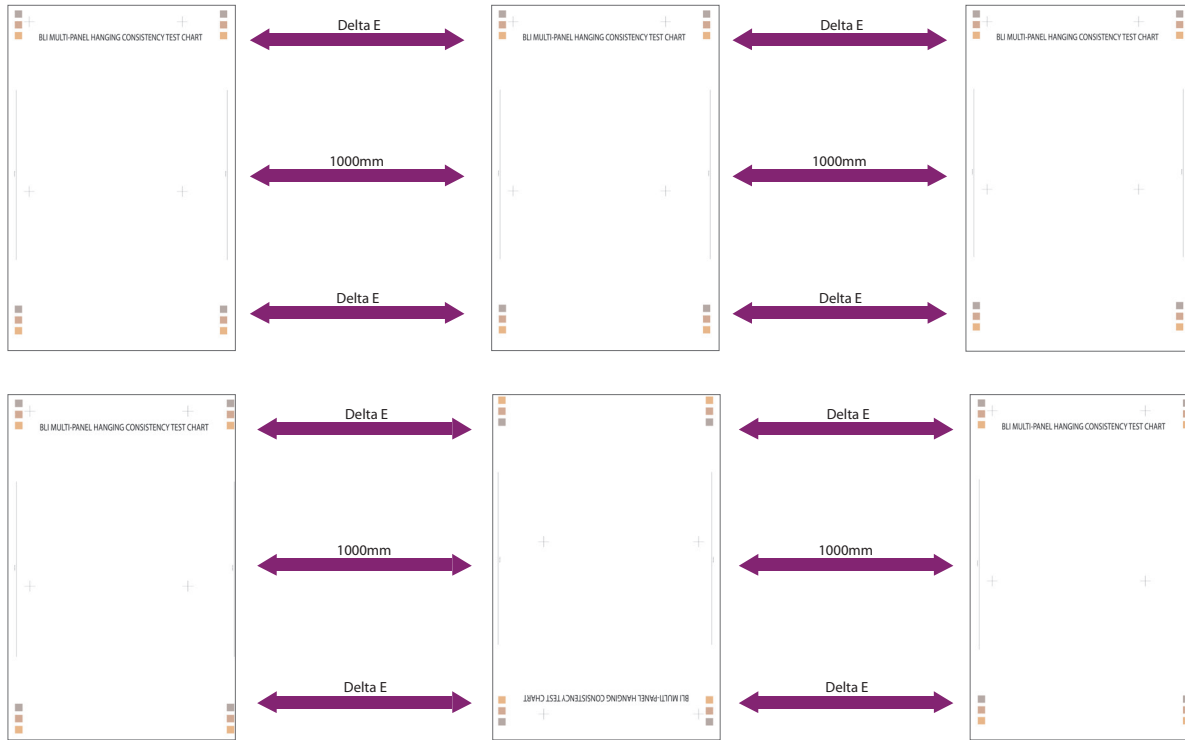 Delta E
Delta E
BLI MULTI-PANEL HANGING CONSISTENCY TEST CHART
BLI MULTI-PANEL HANGING CONSISTENCY TEST CHART
BLI MULTI-PANEL HANGING CONSISTENCY TEST CHART
1000mm
1000mm
Delta E
Delta E
Delta E
Delta E
BLI MULTI-PANEL HANGING CONSISTENCY TEST CHART
BLI MULTI-PANEL HANGING CONSISTENCY TEST CHART
1000mm
1000mm
Delta E
Delta E
BLI MULTI-PANEL HANGING CONSISTENCY TEST CHART